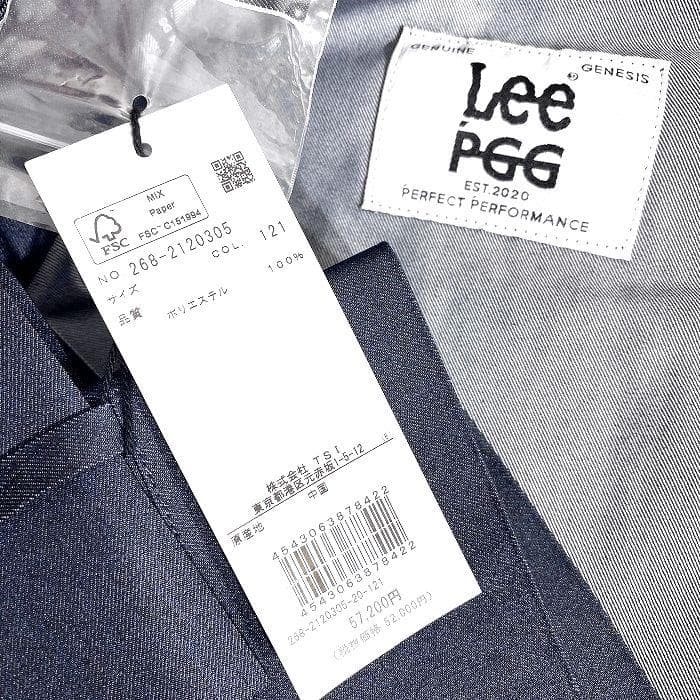 MIX
Paper
FSC
FSC™ C151994
NO 268-2120305
COL. 121
サイズ
品質 ポリエステル 100%
株式会社 TSI
東京都港区元赤坂1-5-12
原産地 中国
4543063878422
4543063878422
268-2120305-20-121
57,200円
(税抜価格 52,000円)
GENUINE GENESIS
Lee®
PGG
EST.2020
PERFECT PERFORMANCE